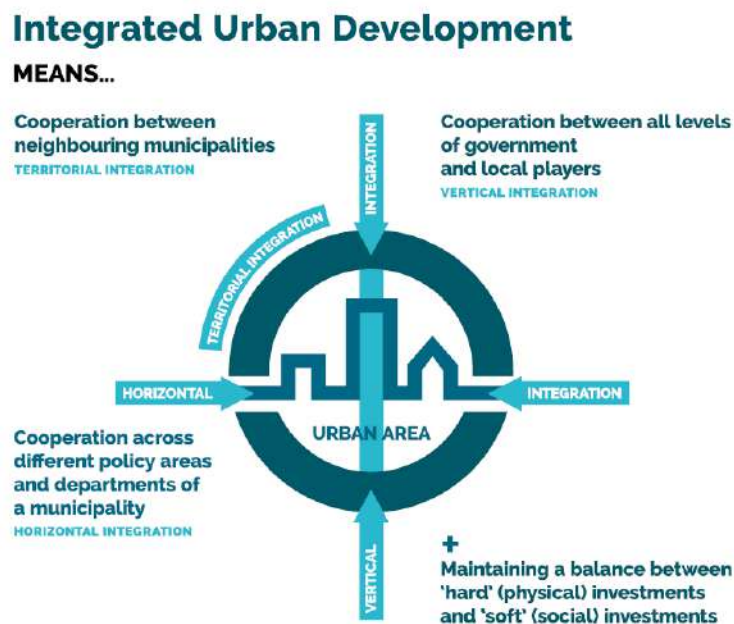 Integrated Urban Development
MEANS...
Cooperation between
neighbouring municipalities
TERRITORIAL INTEGRATION
Cooperation between all levels
of government
and local players
VERTICAL INTEGRATION
INTEGRATION
TERRITORIAL INTEGRATION
HORIZONTAL
INTEGRATION
URBAN AREA
Cooperation across
different policy areas
and departments of
a municipality
HORIZONTAL INTEGRATION
VERTICAL
+
Maintaining a balance between
'hard' (physical) investments
and 'soft' (social) investments